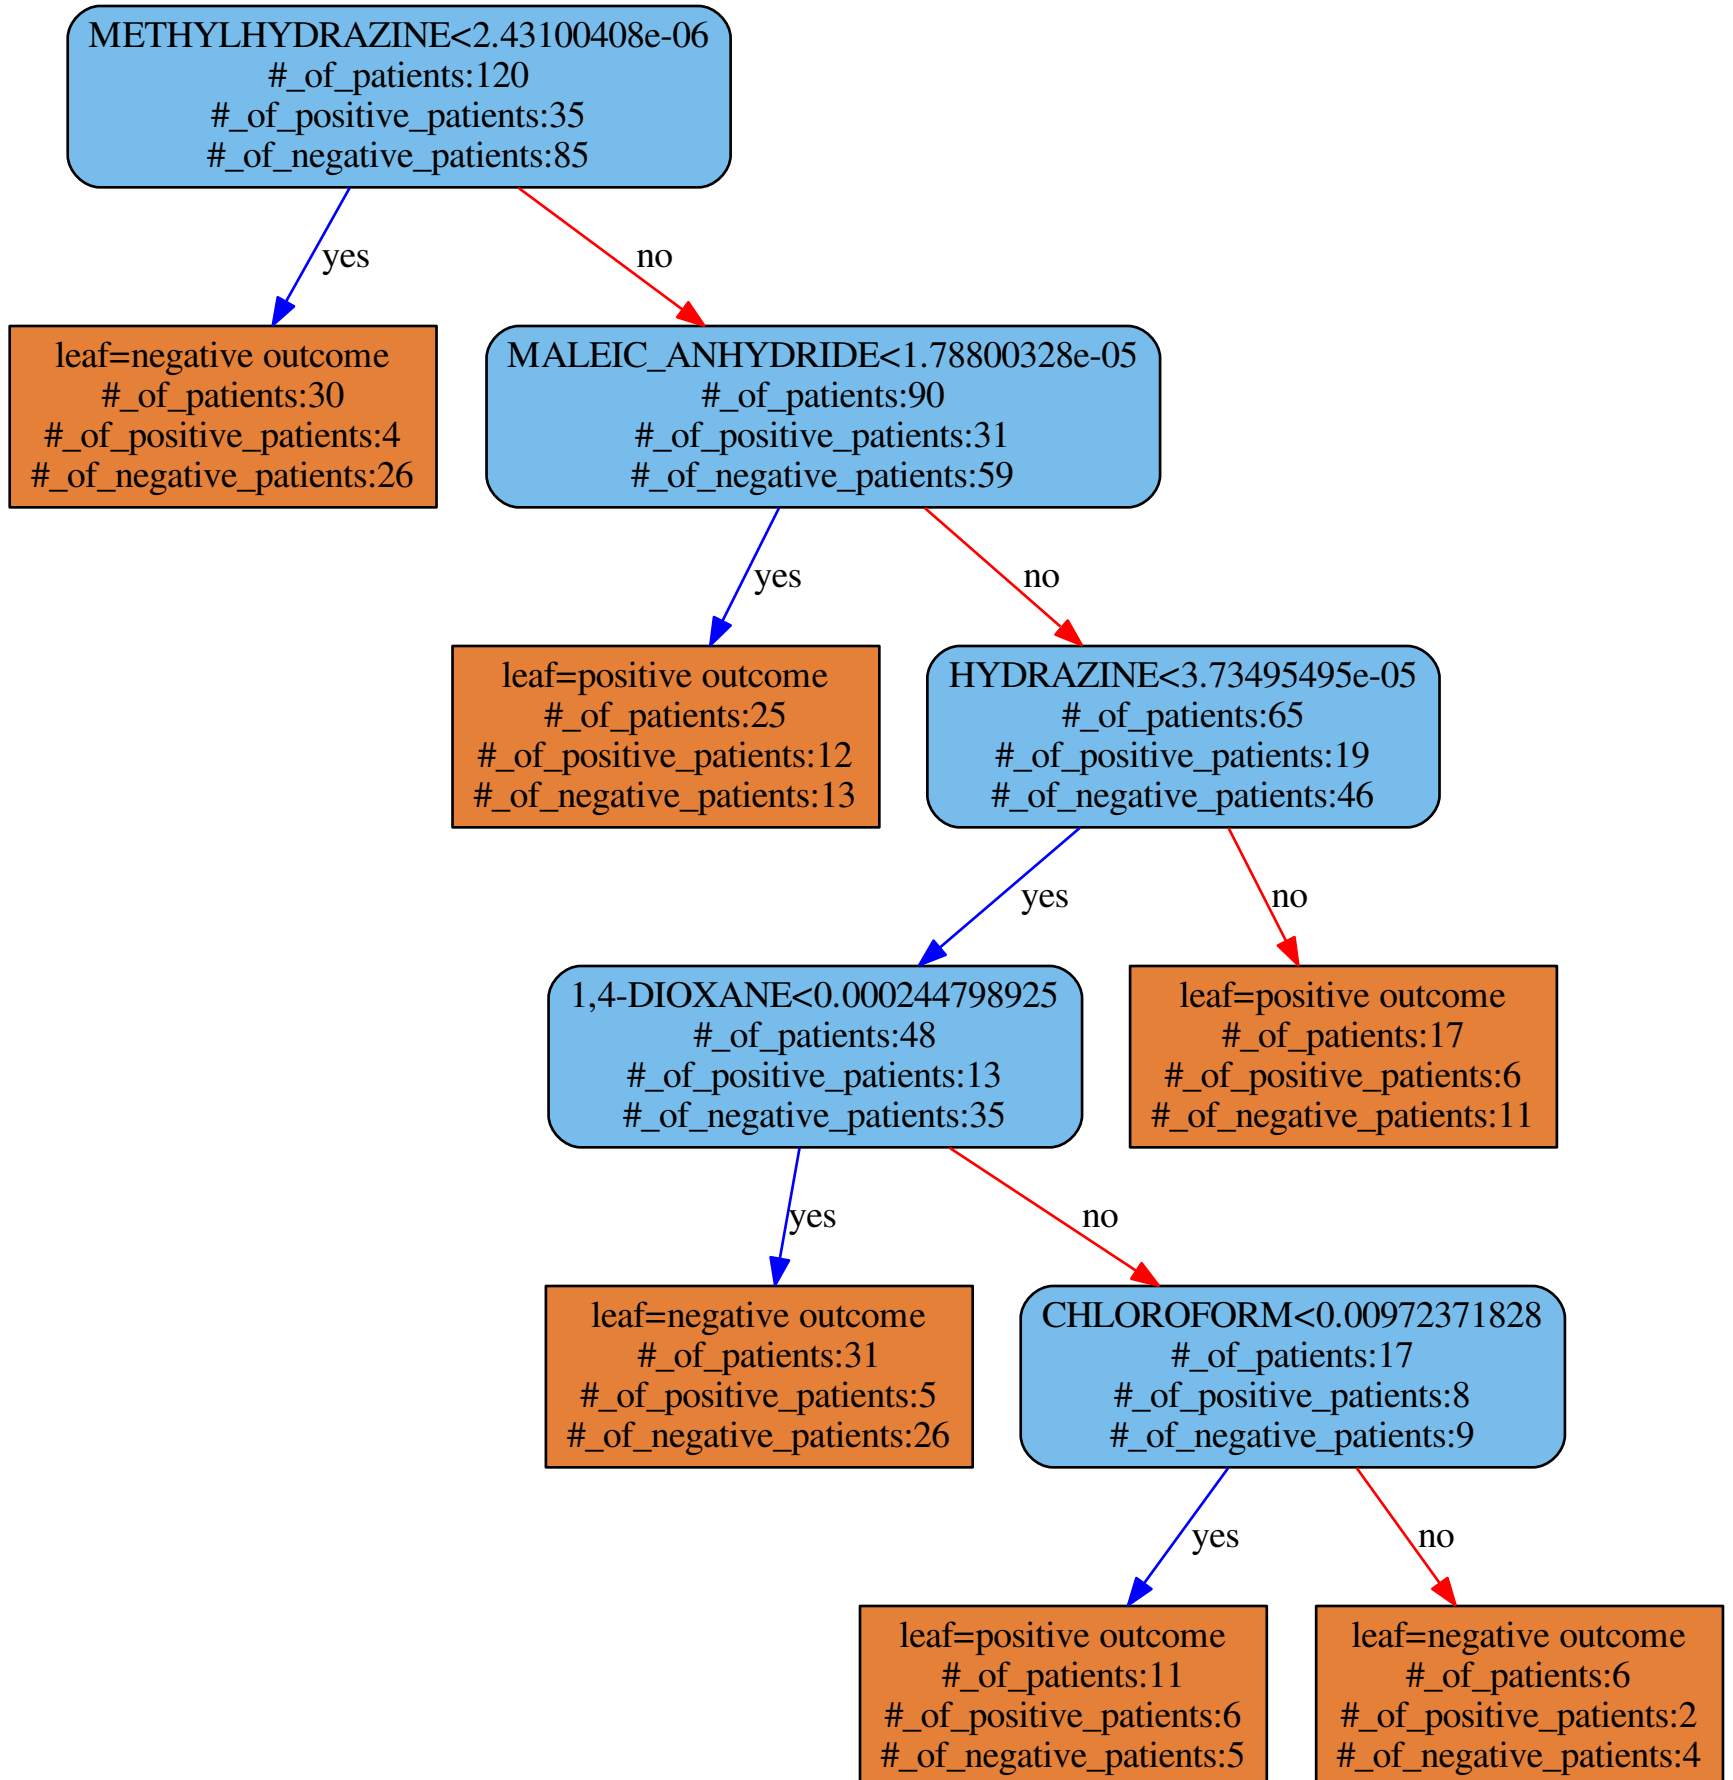 METHYLHYDRAZINE<2.43100408e-06
#_of_patients:120
#_of_positive_patients:35
#_of_negative_patients:85
yes
no
leaf=negative outcome
#_of_patients:30
#_of_positive_patients:4
#_of_negative_patients:26
MALEIC_ANHYDRIDE<1.78800328e-05
#_of_patients:90
#_of_positive_patients:31
#_of_negative_patients:59
yes
no
leaf=positive outcome
#_of_patients:25
#_of_positive_patients:12
#_of_negative_patients:13
HYDRAZINE<3.73495495e-05
#_of_patients:65
#_of_positive_patients:19
#_of_negative_patients:46
yes
no
1,4-DIOXANE<0.000244798925
#_of_patients:48
#_of_positive_patients:13
#_of_negative_patients:35
leaf=positive outcome
#_of_patients:17
#_of_positive_patients:6
#_of_negative_patients:11
yes
no
leaf=negative outcome
#_of_patients:31
#_of_positive_patients:5
#_of_negative_patients:26
CHLOROFORM<0.00972371828
#_of_patients:17
#_of_positive_patients:8
#_of_negative_patients:9
yes
no
leaf=positive outcome
#_of_patients:11
#_of_positive_patients:6
#_of_negative_patients:5
leaf=negative outcome
#_of_patients:6
#_of_positive_patients:2
#_of_negative_patients:4